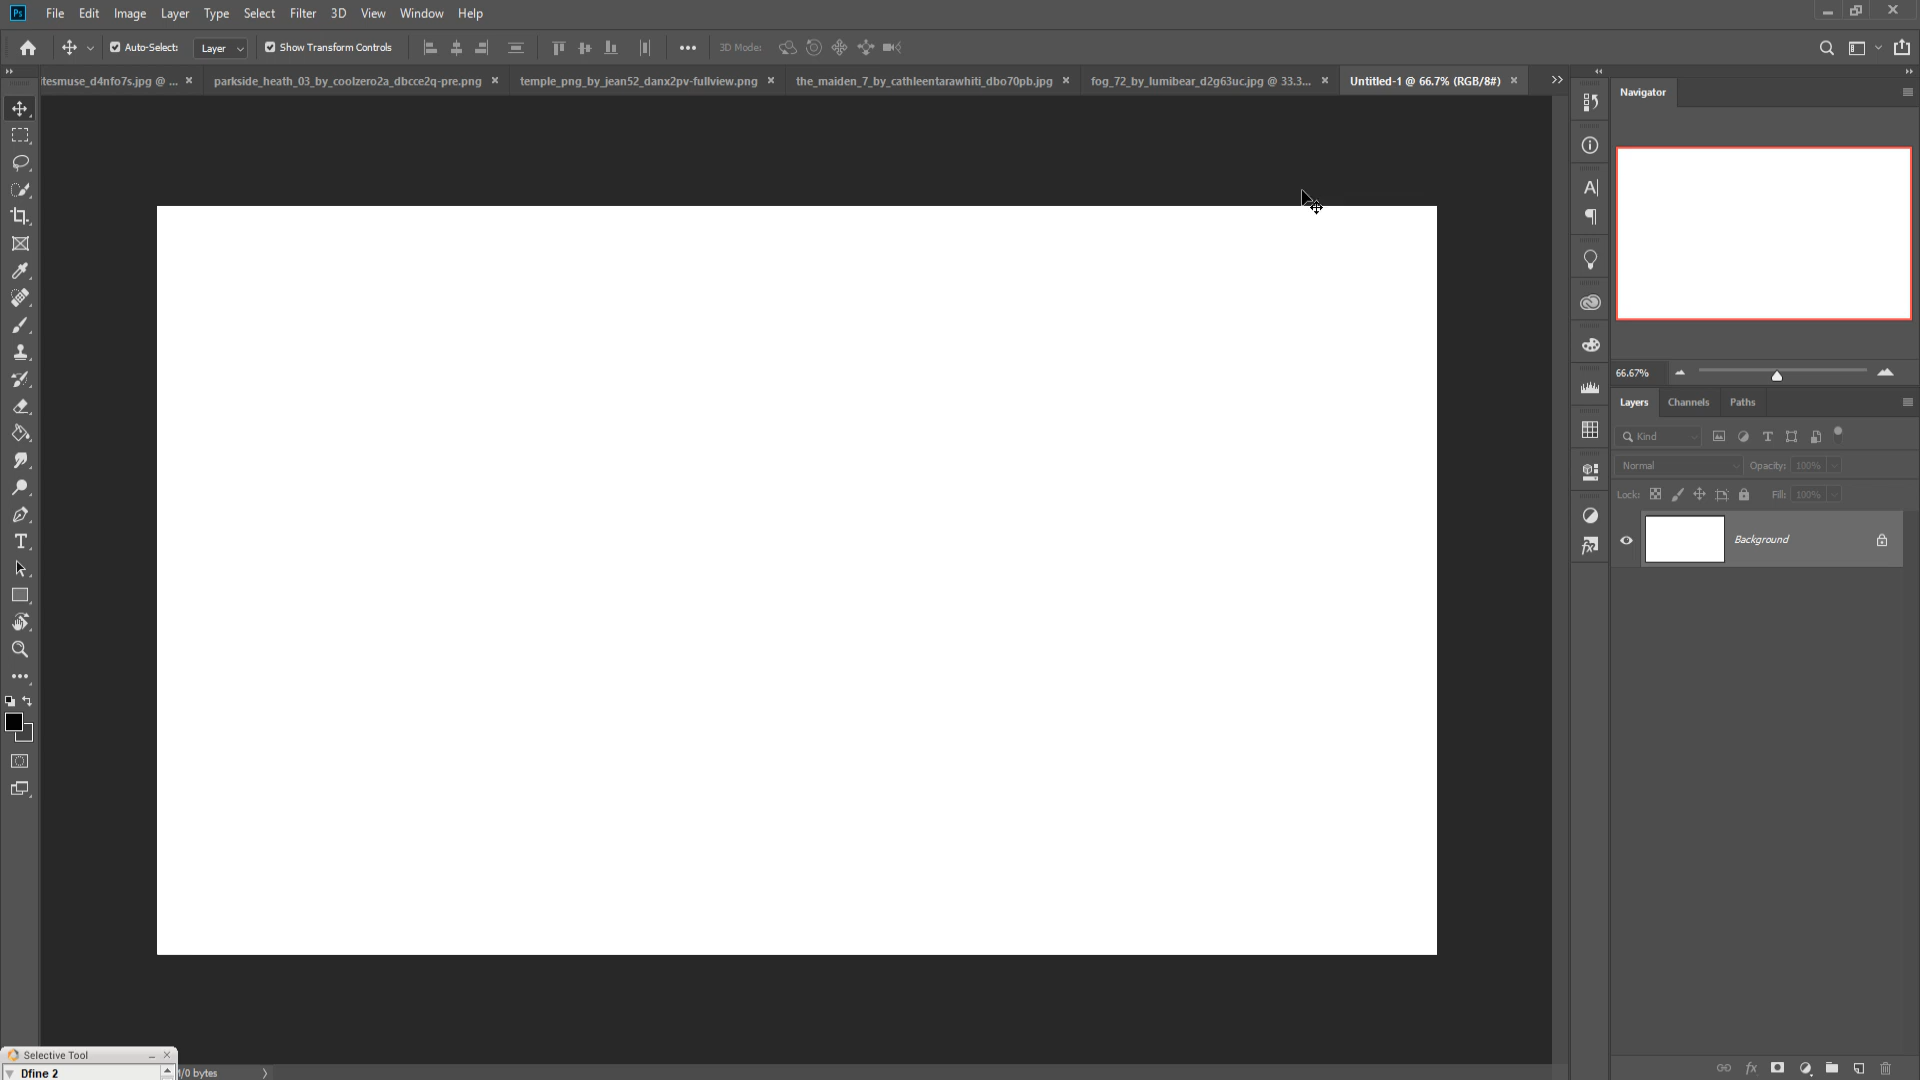 Ps File Edit Image Layer Type Select Filter 3D View Window Help
Auto-Select: Layer Show Transform Controls 3D Mode:
tesmuse_d4nfo7s.jpg @ ... parkside_heath_03_by_coolzero2a_dbcce2q-pre.png temple_png_by_jean52_danx2pv-fullview.png the_maiden_7_by_cathleentarawhiti_dbo70pb.jpg fog_72_by_lumibear_d2g63uc.jpg @ 33.3... Untitled-1 @ 66.7% (RGB/8#)
Navigator
66.67%
Layers Channels Paths
Kind
Normal Opacity: 100%
Lock: Fill: 100%
Background
Selective Tool
Dfine 2 /0 bytes